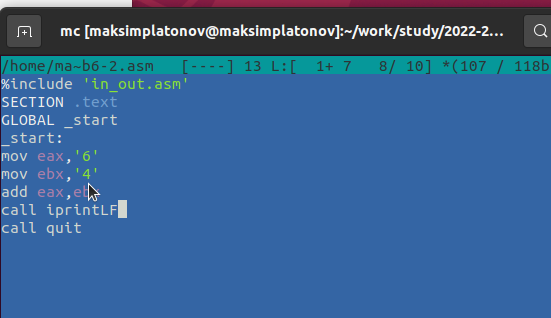 mc [maksimplatonov@maksimplatonov]:~/work/study/2022-2...
/home/ma~b6-2.asm [----] 13 L:[ 1+ 7 8/ 10] *(107 / 118b
%include 'in_out.asm'
SECTION .text
GLOBAL _start
_start:
mov eax,'6'
mov ebx,'4'
add eax,eb
call iprintLF
call quit